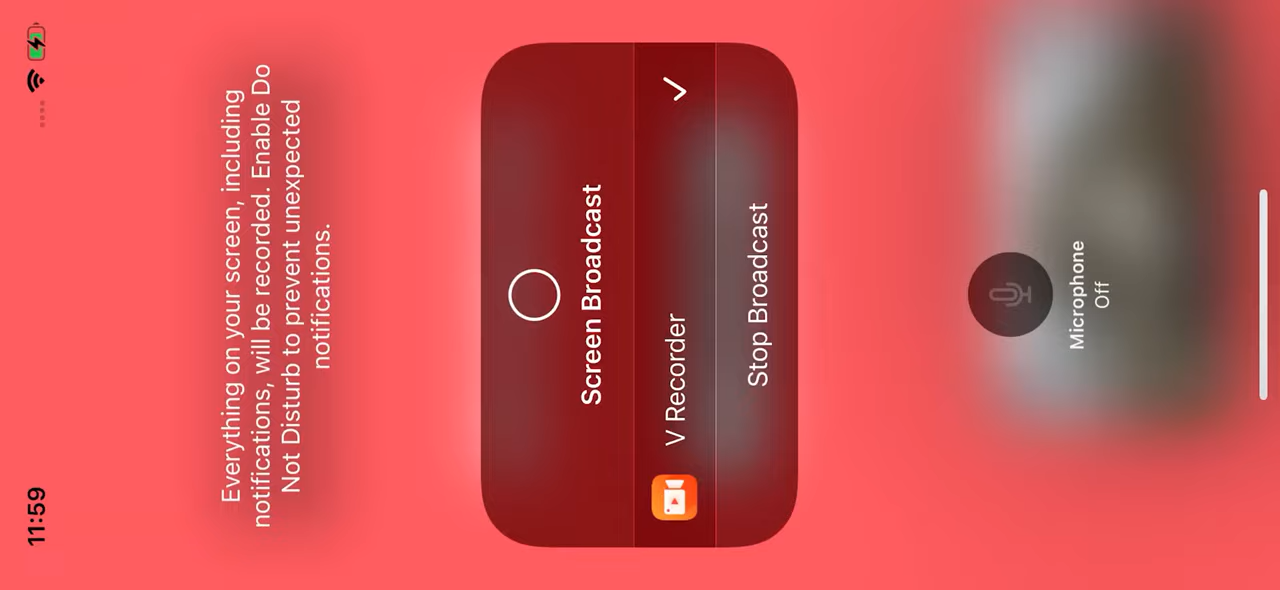 11:59
Everything on your screen, including
notifications, will be recorded. Enable Do
Not Disturb to prevent unexpected
notifications.
Screen Broadcast
V Recorder
Stop Broadcast
Microphone
Off